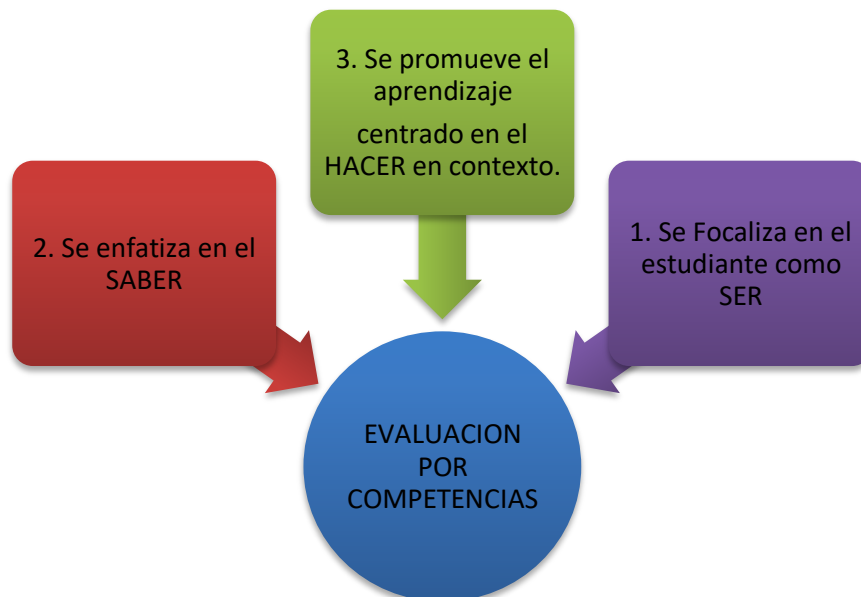 3. Se promueve el
aprendizaje
centrado en el
HACER en contexto.
2. Se enfatiza en el
SABER
1. Se Focaliza en el
estudiante como
SER
EVALUACION
POR
COMPETENCIAS